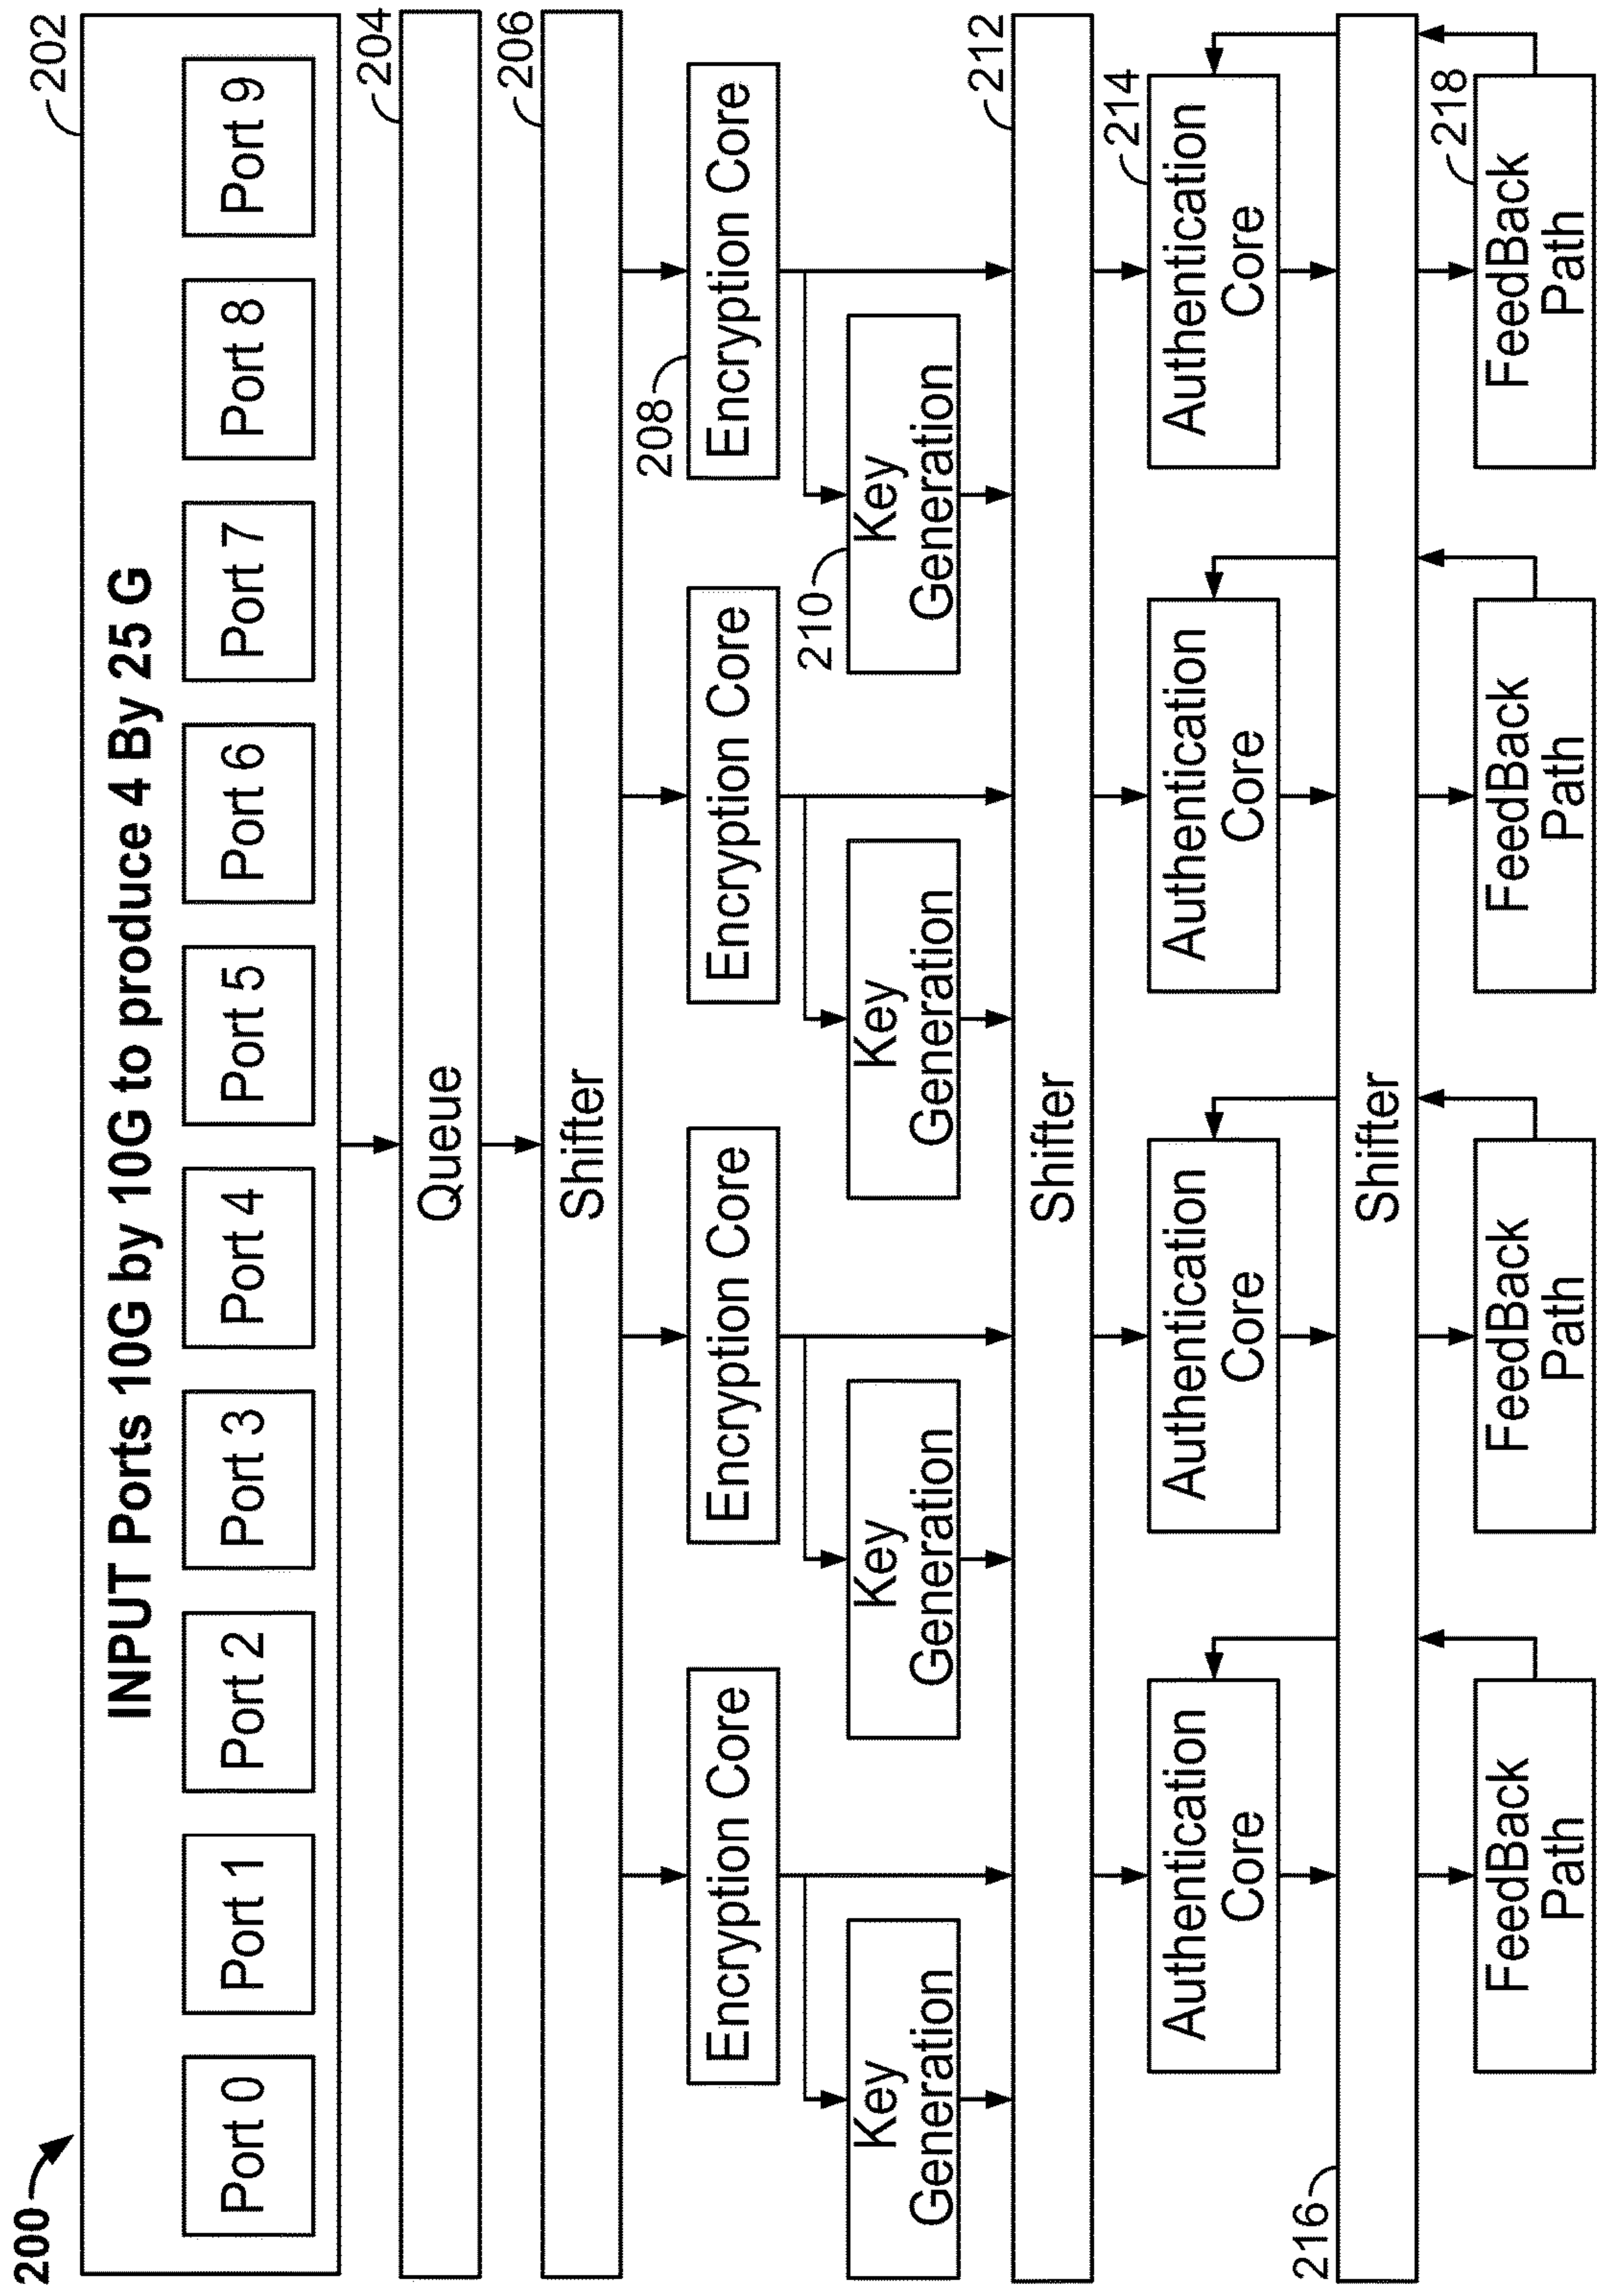 200
202
INPUT Ports 10G by 10G to produce 4 By 25 G
Port 0
Port 1
Port 2
Port 3
Port 4
Port 5
Port 6
Port 7
Port 8
Port 9
204
Queue
206
Shifter
208
Encryption Core
Encryption Core
Encryption Core
Encryption Core
210
Key
Generation
Key
Generation
Key
Generation
Key
Generation
212
Shifter
214
Authentication
Core
Authentication
Core
Authentication
Core
Authentication
Core
216
Shifter
218
FeedBack
Path
FeedBack
Path
FeedBack
Path
FeedBack
Path